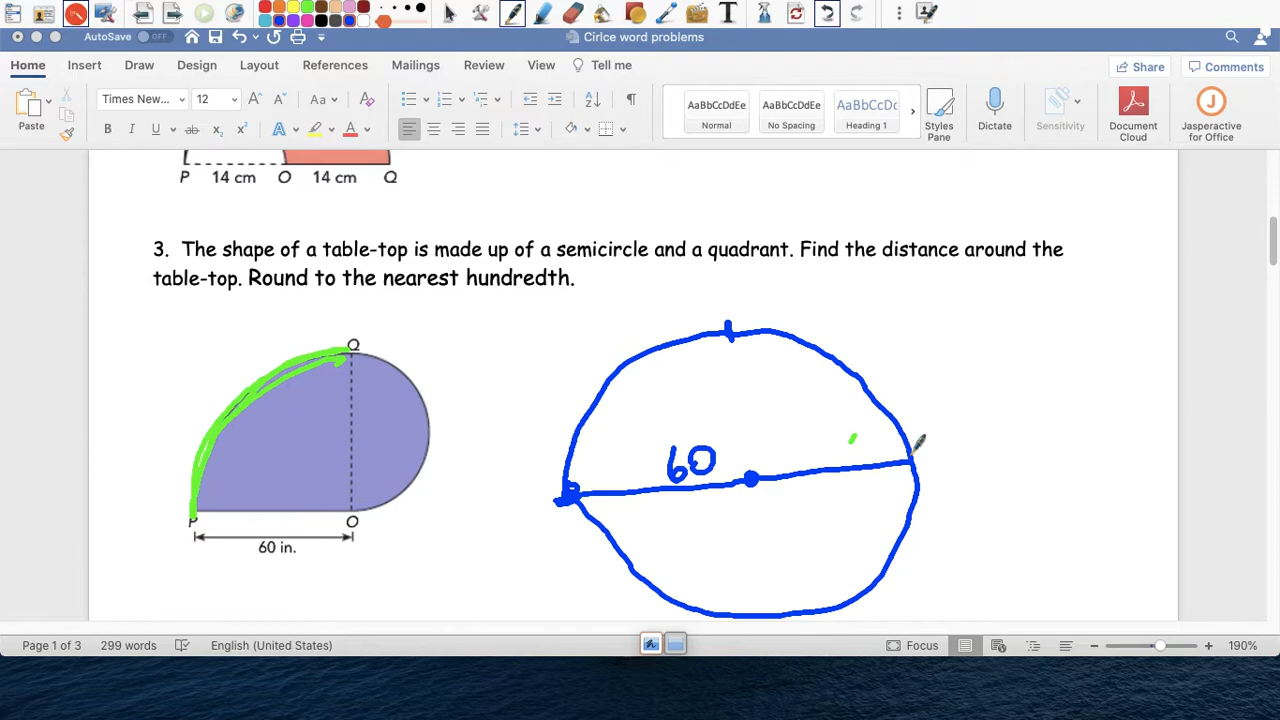 AutoSave OFF
Cirlce word problems
Home Insert Draw Design Layout References Mailings Review View Tell me
Share Comments
Paste
Times New... 12
AaBbCcDdEe
Normal
AaBbCcDdEe
No Spacing
AaBbCcDc
Heading 1
Styles Pane
Dictate
Sensitivity
Document Cloud
Jasperactive for Office
P 14 cm O 14 cm Q
3. The shape of a table-top is made up of a semicircle and a quadrant. Find the distance around the
table-top. Round to the nearest hundredth.
Q
60
P O
60 in.
Page 1 of 3 299 words English (United States) Focus 190%